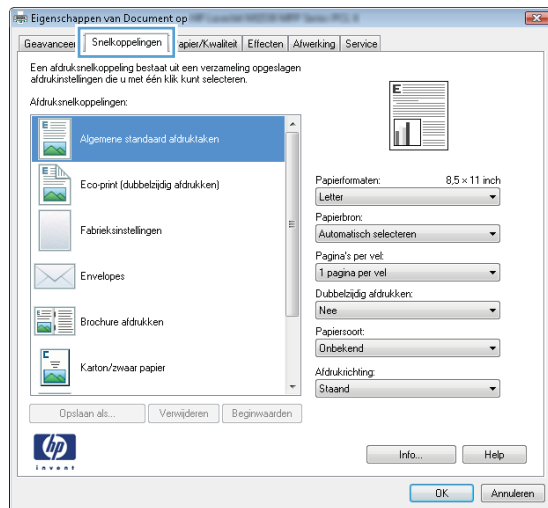 Eigenschappen van Document op
Geavanceer Snelkoppelingen apier/Kwaliteit Effecten Afwerking Service
Een afdruksnelkoppeling bestaat uit een verzameling opgeslagen
afdrukinstellingen die u met één klik kunt selecteren.
Afdruksnelkoppelingen:
Algemene standaard afdruktaken
Eco-print (dubbelzijdig afdrukken)
Fabrieksinstellingen
Envelopes
Brochure afdrukken
Karton/zwaar papier
Opslaan als... Verwijderen Beginwaarden
E
Papierformaten: 8,5 × 11 inch
Letter
Papierbron:
Automatisch selecteren
Pagina's per vel:
1 pagina per vel
Dubbelzijdig afdrukken:
Nee
Papiersoort:
Onbekend
Afdrukrichting:
Staand
hp
invent
Info... Help
OK Annuleren